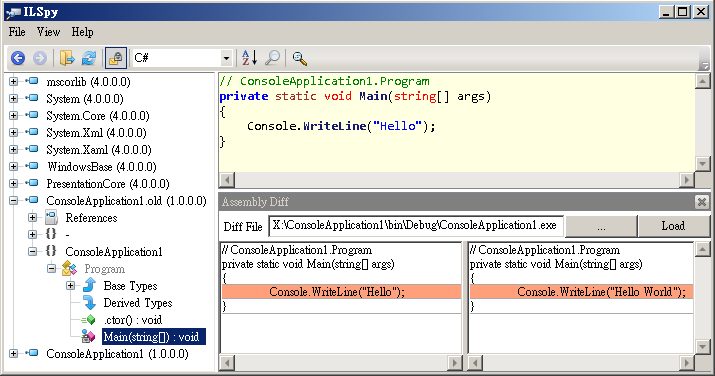 ILSpy
File View Help
C#
A Z
mscorlib (4.0.0.0)
System (4.0.0.0)
System.Core (4.0.0.0)
System.Xml (4.0.0.0)
System.Xaml (4.0.0.0)
WindowsBase (4.0.0.0)
PresentationCore (4.0.0.0)
ConsoleApplication1.old (1.0.0.0)
References
{} -
{} ConsoleApplication1
Program
Base Types
Derived Types
.ctor() : void
Main(string[]) : void
ConsoleApplication1 (1.0.0.0)
// ConsoleApplication1.Program
private static void Main(string[] args)
{
Console.WriteLine("Hello");
}
Assembly Diff
Diff File X:\ConsoleApplication1\bin\Debug\ConsoleApplication1.exe ... Load
// ConsoleApplication1.Program
private static void Main(string[] args)
{
Console.WriteLine("Hello");
}
// ConsoleApplication1.Program
private static void Main(string[] args)
{
Console.WriteLine("Hello World");
}